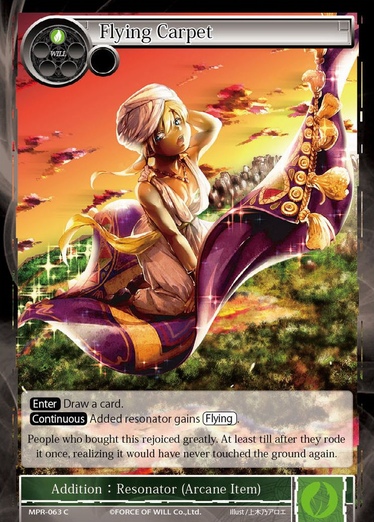 Flying Carpet
WILL
Enter Draw a card.
Continuous Added resonator gains Flying.
People who bought this rejoiced greatly. At least till after they rode
it once, realizing it would have never touched the ground again.
Addition : Resonator (Arcane Item)
MPR-063 C ©FORCE OF WILL Co.,Ltd. illust/上木乃アロエ